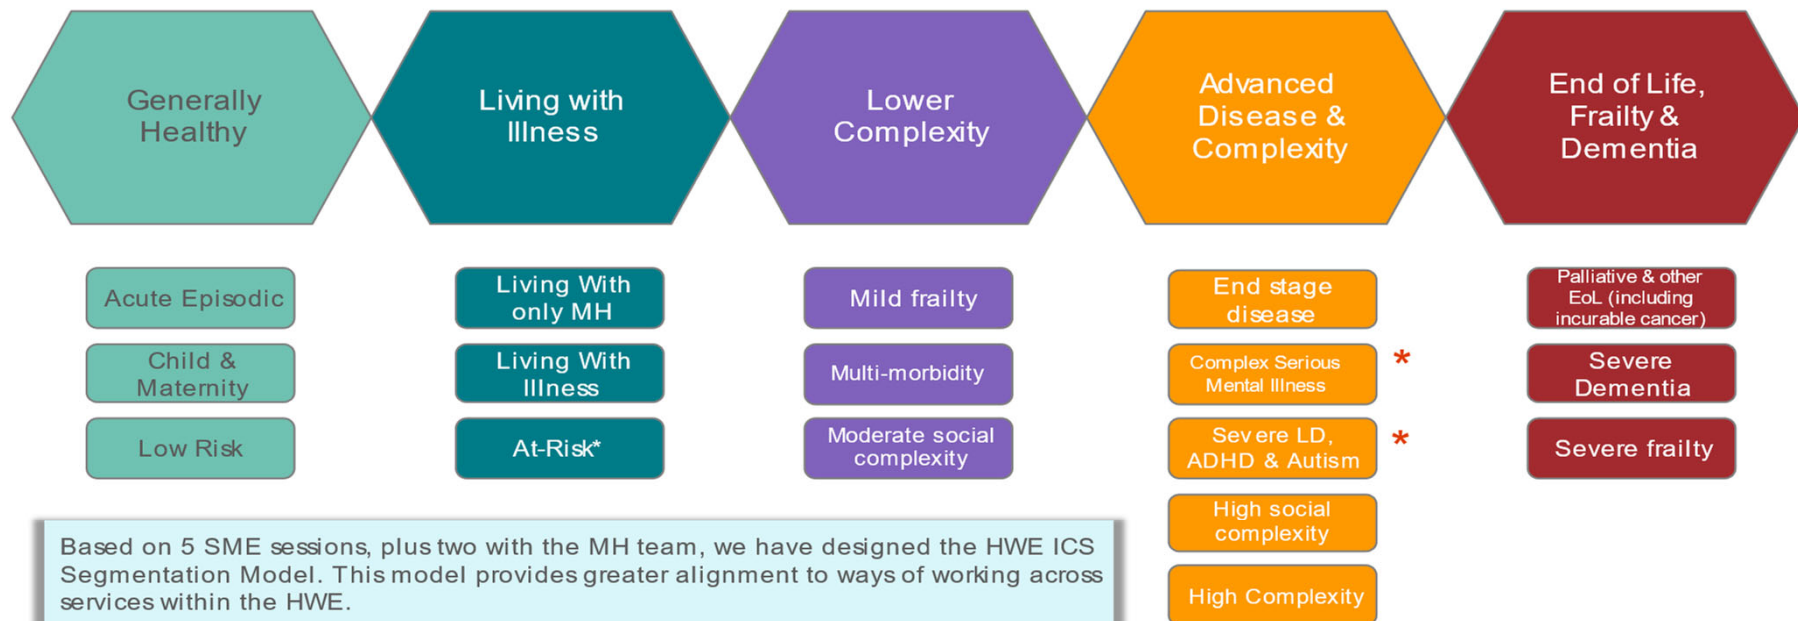 Generally
Healthy
Living with
Illness
Lower
Complexity
Advanced
Disease &
Complexity
End of Life,
Frailty &
Dementia
Acute Episodic
Child &
Maternity
Low Risk
Living With
only MH
Living With
Illness
At-Risk*
Mild frailty
Multi-morbidity
Moderate social
complexity
End stage
disease
Complex Serious
Mental Illness
*
Severe LD,
ADHD & Autism
*
High social
complexity
High Complexity
Palliative & other
EoL (including
incurable cancer)
Severe
Dementia
Severe frailty
Based on 5 SME sessions, plus two with the MH team, we have designed the HWE ICS
Segmentation Model. This model provides greater alignment to ways of working across
services within the HWE.